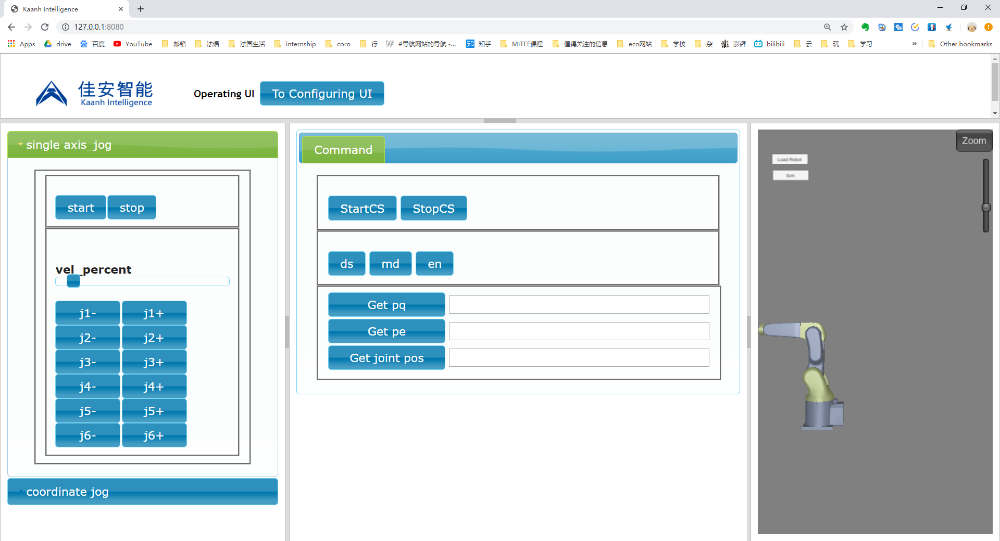 Kaanh Intelligence
127.0.0.1:8080
Apps drive 百度 YouTube 邮箱 法语 法国生活 internship coro 行 #导航网站的导航 -... 知乎 MITEE课程 值得关注的信息 ecn网站 学校 杂 澎湃 bilibili 云 玩 学习 » Other bookmarks
佳安智能
Kaanh Intelligence
Operating UI To Configuring UI
single axis_jog
start stop
vel_percent
j1- j1+
j2- j2+
j3- j3+
j4- j4+
j5- j5+
j6- j6+
coordinate jog
Command
StartCS StopCS
ds md en
Get pq
Get pe
Get joint pos
Zoom
Load Robot
Sim